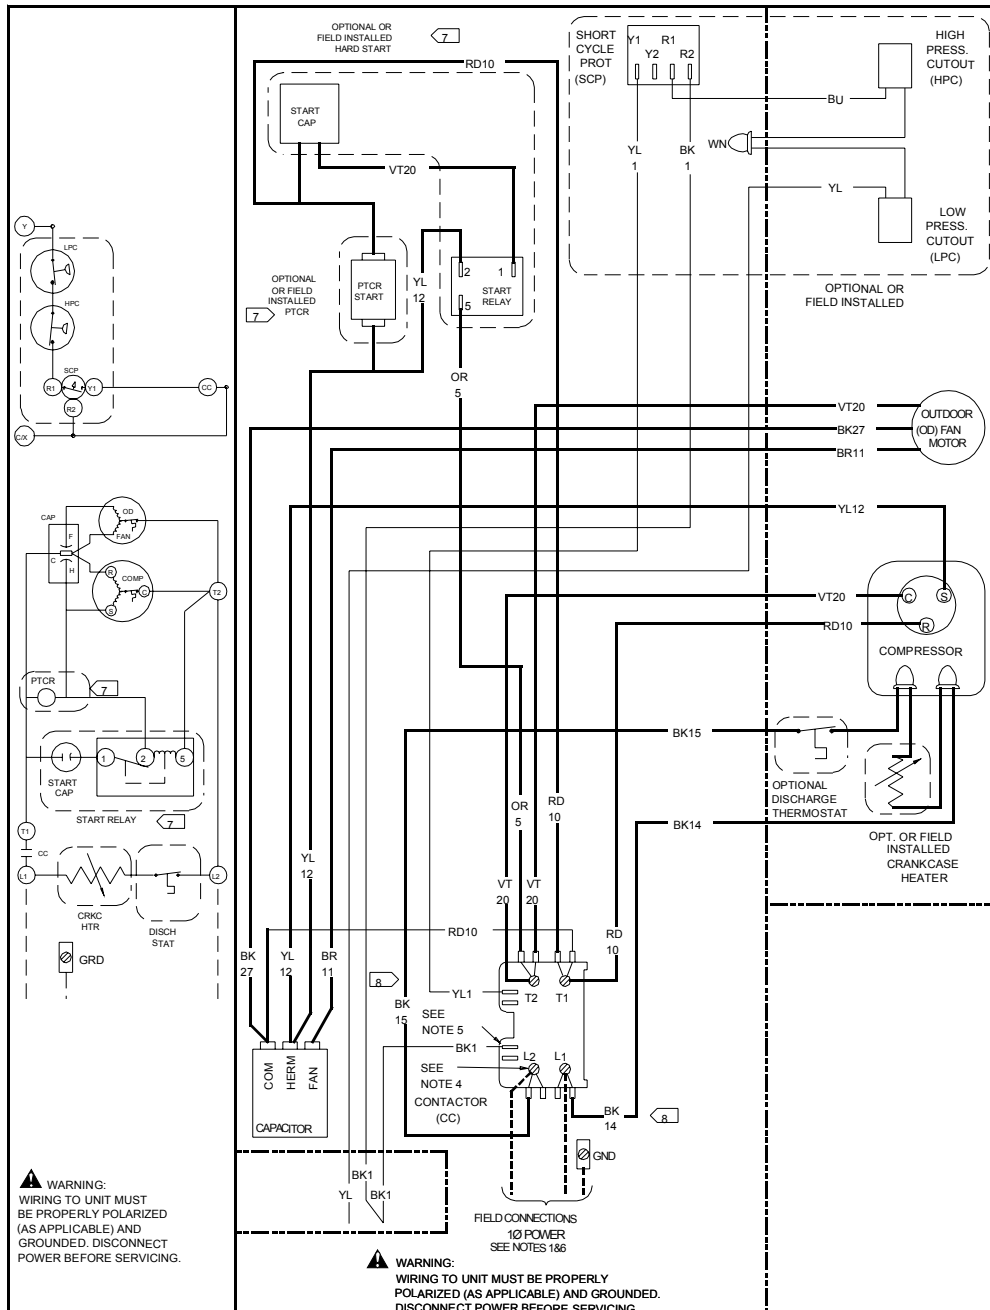 OPTIONAL OR
FIELD INSTALLED
HARD START
7
RD10
START
CAP
VT20
SHORT
CYCLE
PROT
(SCP)
Y1
R1
Y2
R2
HIGH
PRESS.
CUTOUT
(HPC)
BU
WN
YL
1
BK
1
YL
LOW
PRESS.
CUTOUT
(LPC)
OPTIONAL OR
FIELD INSTALLED
Y
LPC
HPC
SCP
R1
Y1
CC
R2
C/X
OPTIONAL
OR FIELD
INSTALLED
PTCR
7
PTCR
START
YL
12
2
1
START
RELAY
5
OR
5
VT20
BK27
BR11
OUTDOOR
(OD) FAN
MOTOR
YL12
VT20
RD10
C
S
R
COMPRESSOR
CAP
OD
F
FAN
C
H
R
COMP
C
S
T2
PTCR
7
1
2
5
START
CAP
START RELAY
7
T1
CC
L1
L2
CRKC
HTR
DISCH
STAT
GRD
BK15
OPTIONAL
DISCHARGE
THERMOSTAT
BK14
OPT. OR FIELD
INSTALLED
CRANKCASE
HEATER
OR
5
RD
10
YL
12
VT
20
VT
20
RD10
RD
10
BK
27
YL
12
BR
11
8
BK
15
YL1
T2
T1
SEE
NOTE 5
BK1
L2
L1
SEE
NOTE 4
CONTACTOR
(CC)
COM
HERM
FAN
CAPACITOR
BK
14
8
GND
BK1
YL
BK1
FIELD CONNECTIONS
1Ø POWER
SEE NOTES 1&6
WARNING:
WIRING TO UNIT MUST
BE PROPERLY POLARIZED
(AS APPLICABLE) AND
GROUNDED. DISCONNECT
POWER BEFORE SERVICING.
WARNING:
WIRING TO UNIT MUST BE PROPERLY
POLARIZED (AS APPLICABLE) AND GROUNDED.
DISCONNECT POWER BEFORE SERVICING